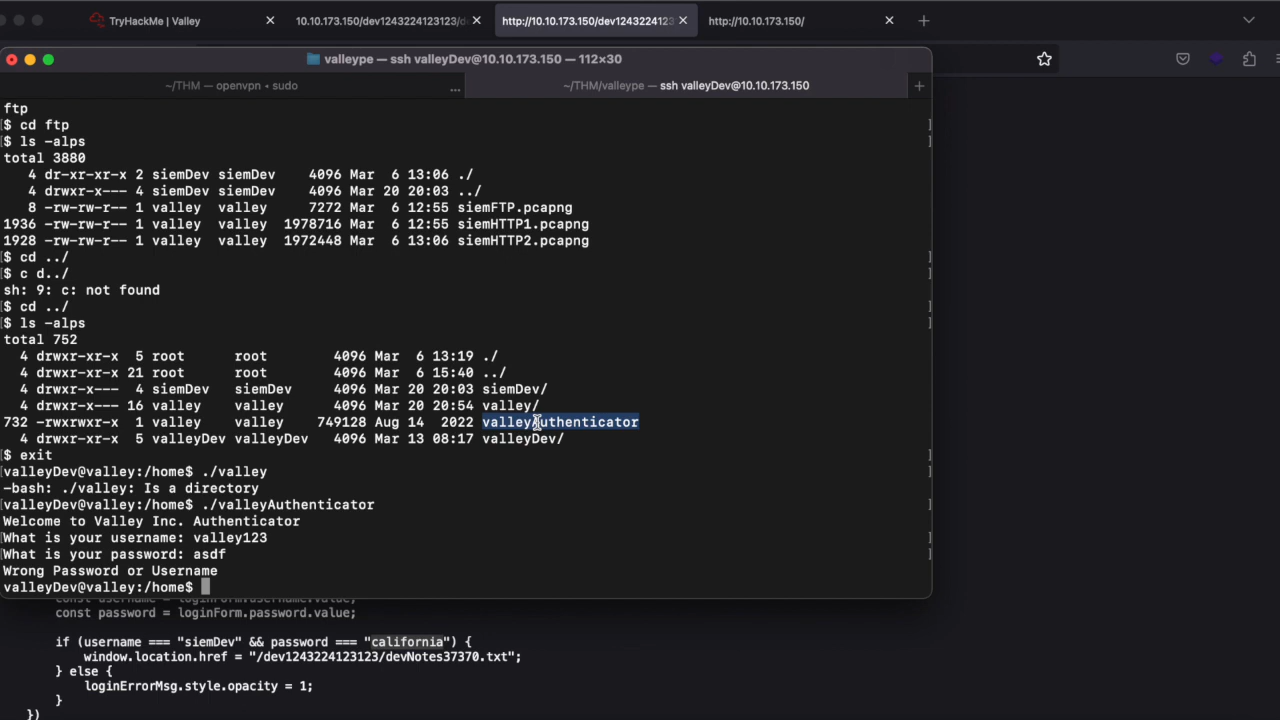 TryHackMe | Valley
10.10.173.150/dev1243224123123/d
http://10.10.173.150/dev1243224123
http://10.10.173.150/
valleype — ssh valleyDev@10.10.173.150 — 112×30
~/THM — openvpn • sudo ...
~/THM/valleype — ssh valleyDev@10.10.173.150
ftp
[$ cd ftp ]
[$ ls -alps ]
total 3880
4 dr-xr-xr-x 2 siemDev siemDev 4096 Mar 6 13:06 ./
4 drwxr-x--- 4 siemDev siemDev 4096 Mar 20 20:03 ../
8 -rw-rw-r-- 1 valley valley 7272 Mar 6 12:55 siemFTP.pcapng
1936 -rw-rw-r-- 1 valley valley 1978716 Mar 6 12:55 siemHTTP1.pcapng
1928 -rw-rw-r-- 1 valley valley 1972448 Mar 6 13:06 siemHTTP2.pcapng
[$ cd ../ ]
[$ c d../ ]
sh: 9: c: not found
[$ cd ../ ]
[$ ls -alps ]
total 752
4 drwxr-xr-x 5 root root 4096 Mar 6 13:19 ./
4 drwxr-xr-x 21 root root 4096 Mar 6 15:40 ../
4 drwxr-x--- 4 siemDev siemDev 4096 Mar 20 20:03 siemDev/
4 drwxr-x--- 16 valley valley 4096 Mar 20 20:54 valley/
732 -rwxrwxr-x 1 valley valley 749128 Aug 14 2022 valleyAuthenticator
4 drwxr-xr-x 5 valleyDev valleyDev 4096 Mar 13 08:17 valleyDev/
[$ exit ]
[valleyDev@valley:/home$ ./valley ]
-bash: ./valley: Is a directory
[valleyDev@valley:/home$ ./valleyAuthenticator ]
Welcome to Valley Inc. Authenticator
[What is your username: valley123 ]
[What is your password: asdf ]
Wrong Password or Username
valleyDev@valley:/home$
const username = loginForm.username.value;
const password = loginForm.password.value;
if (username === "siemDev" && password === "california") {
window.location.href = "/dev1243224123123/devNotes37370.txt";
} else {
loginErrorMsg.style.opacity = 1;
}
})